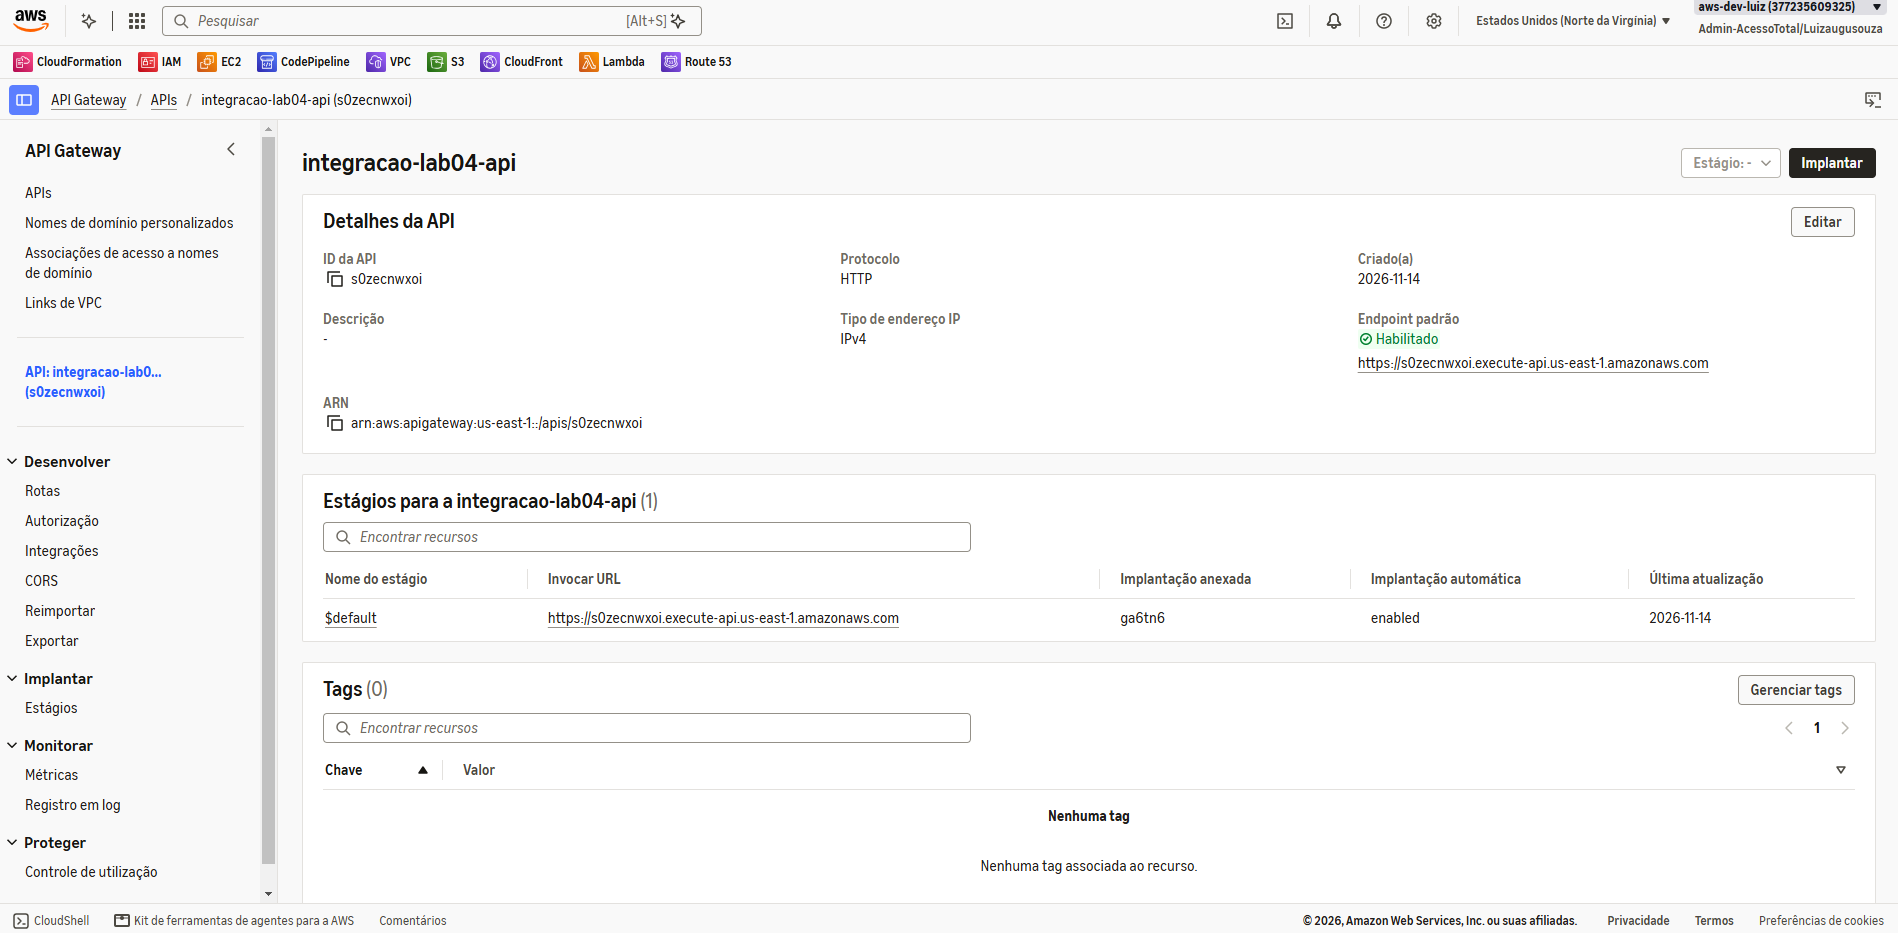 aws
Pesquisar [Alt+S] Estados Unidos (Norte da Virgínia) aws-dev-luiz (377235609325)
Admin-AcessoTotal/Luizaugusouza
CloudFormation IAM EC2 CodePipeline VPC S3 CloudFront Lambda Route 53
API Gateway / APIs / integracao-lab04-api (s0zecnwxoi)
API Gateway
APIs
Nomes de domínio personalizados
Associações de acesso a nomes
de domínio
Links de VPC
API: integracao-lab0...
(s0zecnwxoi)
Desenvolver
Rotas
Autorização
Integrações
CORS
Reimportar
Exportar
Implantar
Estágios
Monitorar
Métricas
Registro em log
Proteger
Controle de utilização
integracao-lab04-api Estágio: - Implantar
Detalhes da API Editar
ID da API Protocolo Criado(a)
s0zecnwxoi HTTP 2026-11-14
Descrição Tipo de endereço IP Endpoint padrão
- IPv4 Habilitado
https://s0zecnwxoi.execute-api.us-east-1.amazonaws.com
ARN
arn:aws:apigateway:us-east-1::/apis/s0zecnwxoi
Estágios para a integracao-lab04-api (1)
Encontrar recursos
Nome do estágio Invocar URL Implantação anexada Implantação automática Última atualização
$default https://s0zecnwxoi.execute-api.us-east-1.amazonaws.com ga6tn6 enabled 2026-11-14
Tags (0) Gerenciar tags
Encontrar recursos 1
Chave Valor
Nenhuma tag
Nenhuma tag associada ao recurso.
CloudShell Kit de ferramentas de agentes para a AWS Comentários © 2026, Amazon Web Services, Inc. ou suas afiliadas. Privacidade Termos Preferências de cookies